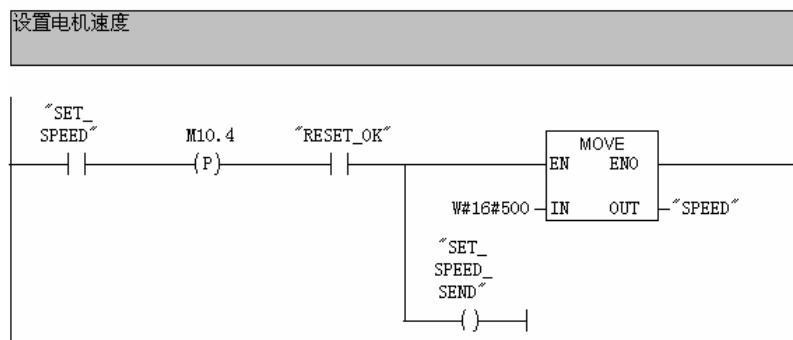 设置电机速度
"SET_
SPEED"
M10.4
"RESET_OK"
(P)
MOVE
EN ENO
W#16#500 IN OUT "SPEED"
"SET_
SPEED_
SEND"